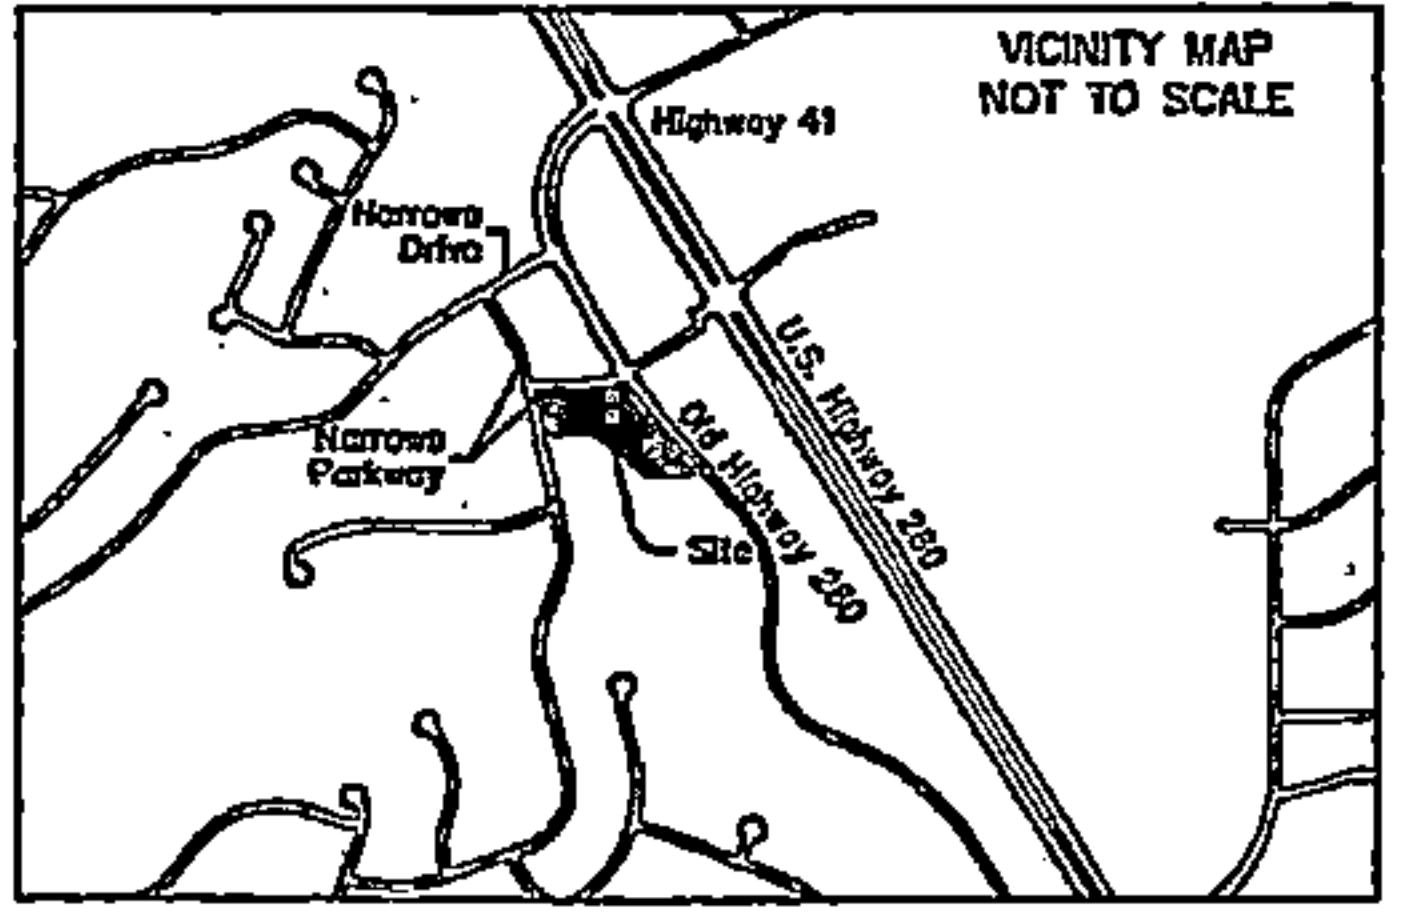 VICINITY MAP
NOT TO SCALE
Highway 41
Narrows
Drive
U.S. Highway 280
Narrows
Parkway
Old Highway 280
Site